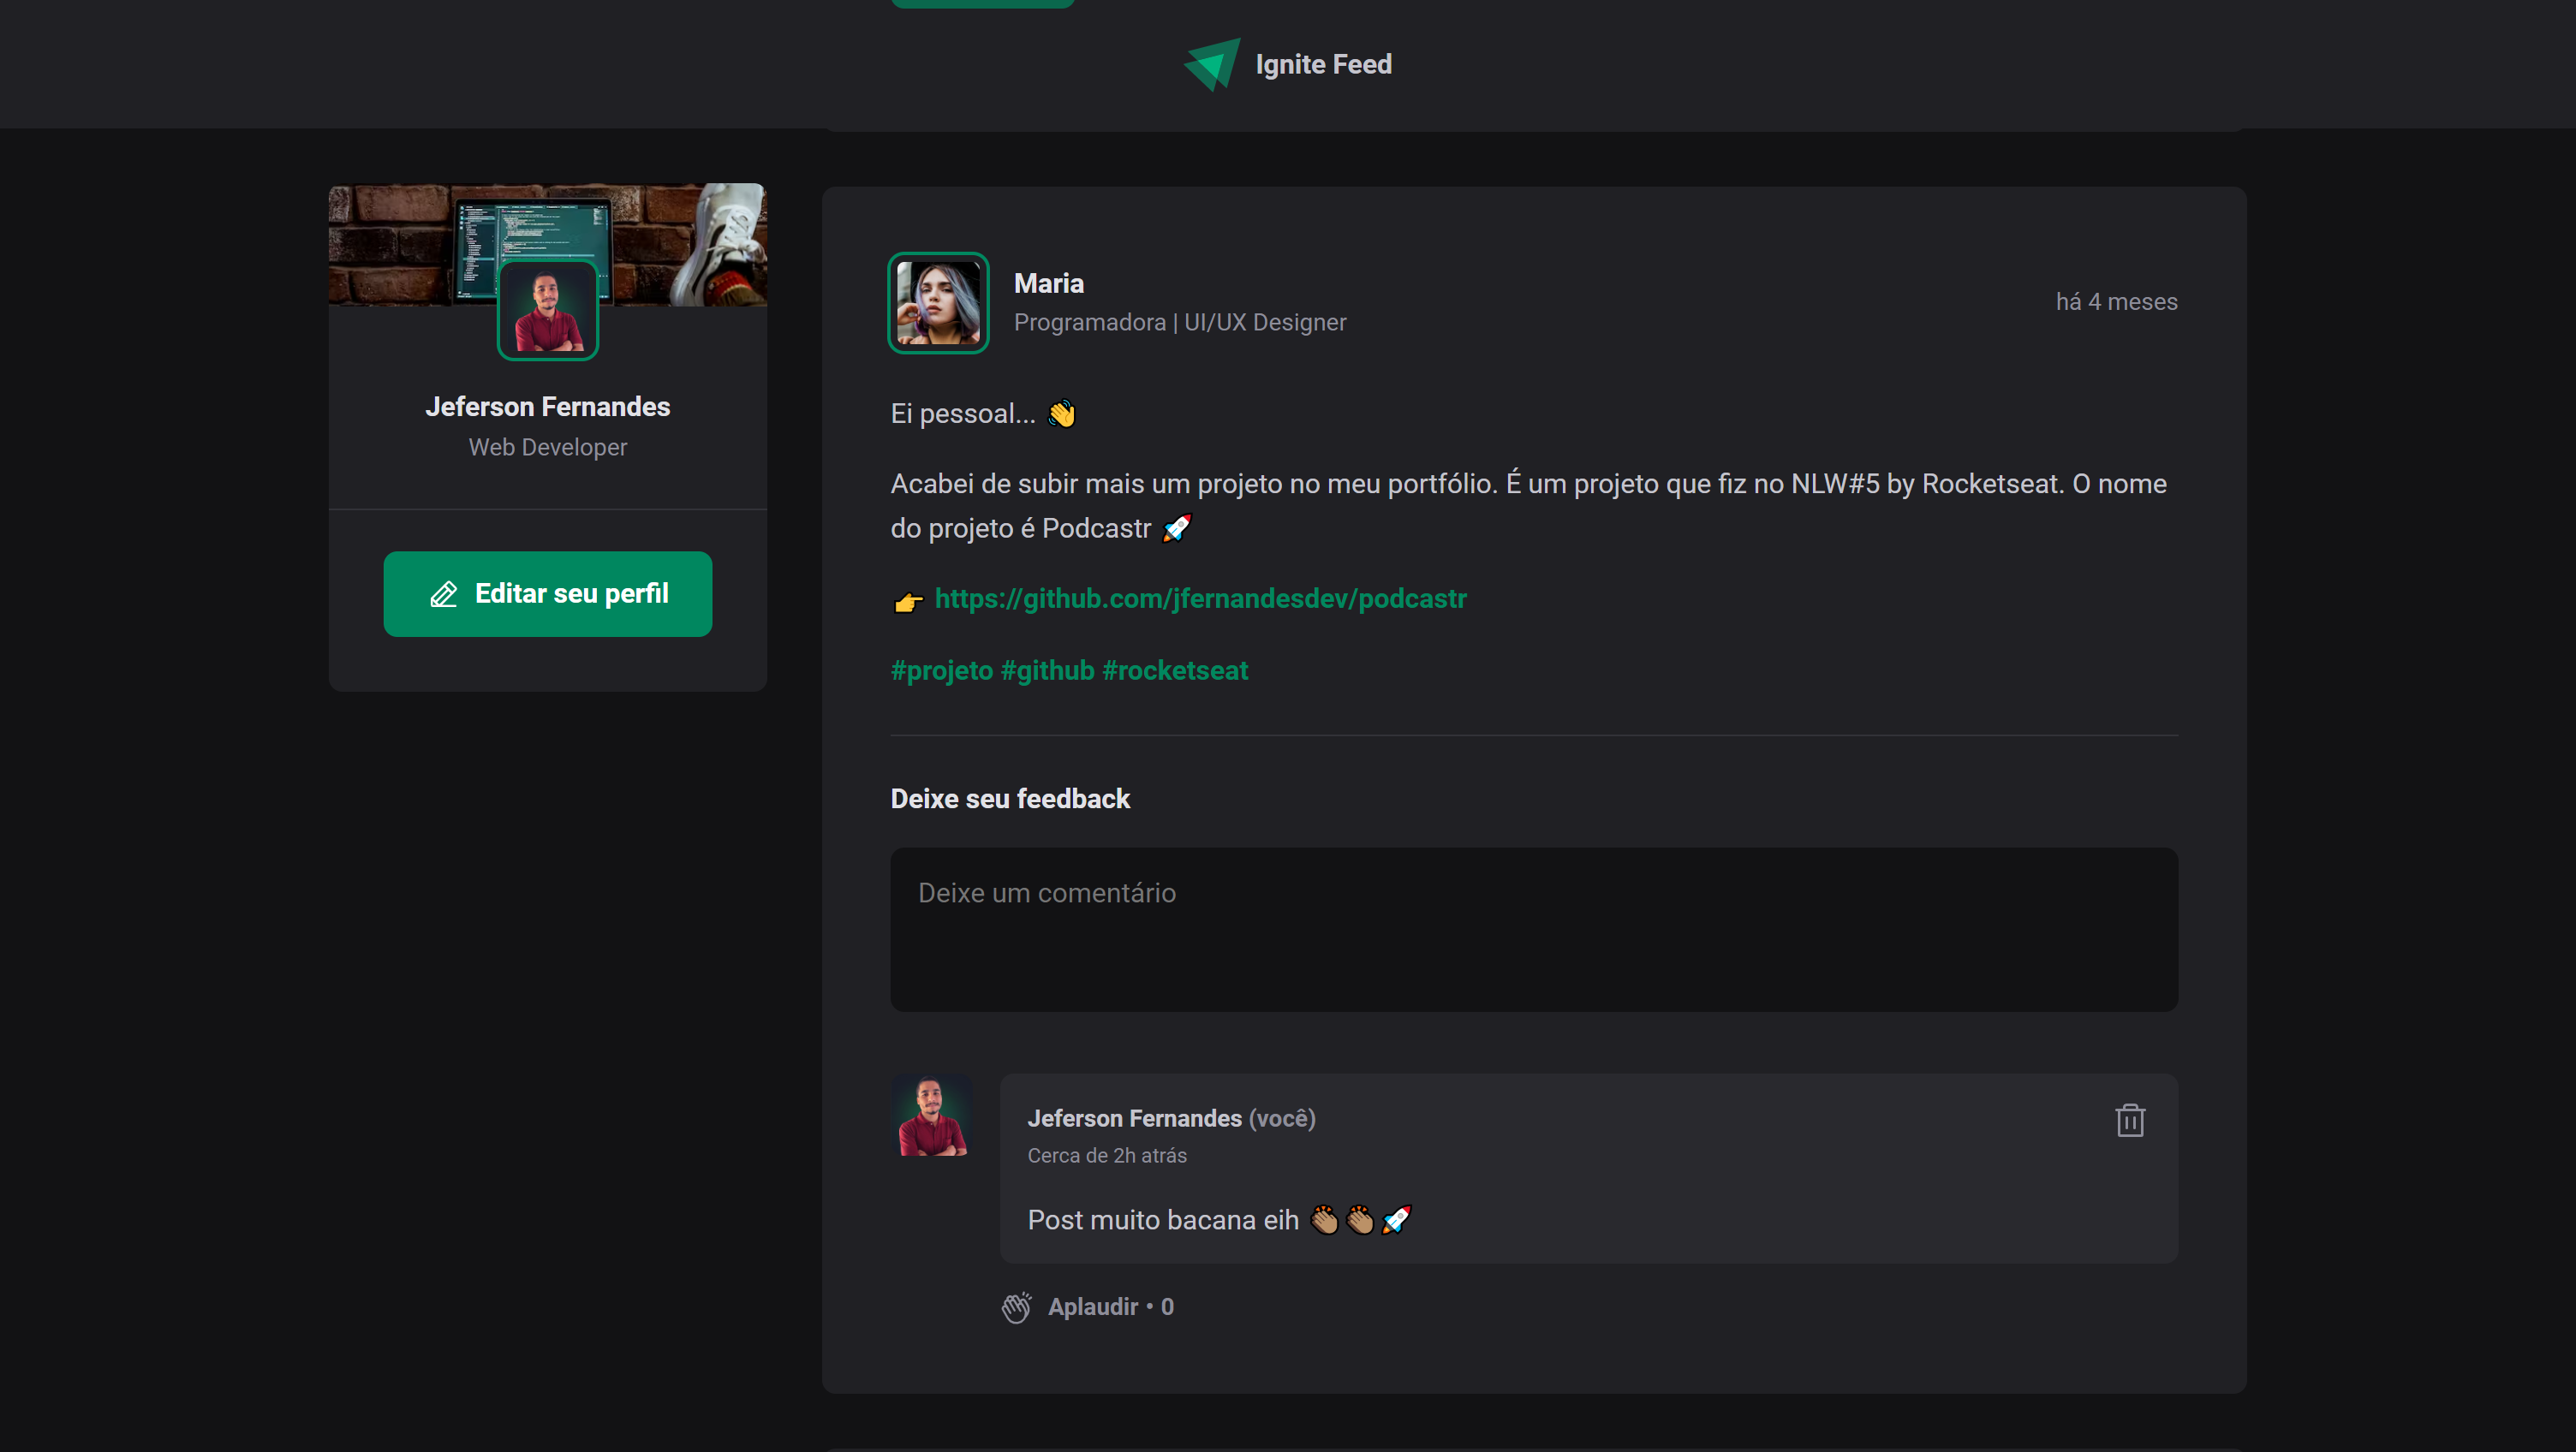 Ignite Feed
Jeferson Fernandes
Web Developer
Editar seu perfil
Maria
Programadora | UI/UX Designer
há 4 meses
Ei pessoal... 👋
Acabei de subir mais um projeto no meu portfólio. É um projeto que fiz no NLW#5 by Rocketseat. O nome
do projeto é Podcastr 🚀
👉 https://github.com/jfernandesdev/podcastr
#projeto #github #rocketseat
Deixe seu feedback
Deixe um comentário
Jeferson Fernandes (você)
Cerca de 2h atrás
Post muito bacana eih 👏🏽👏🏽🚀
Aplaudir • 0